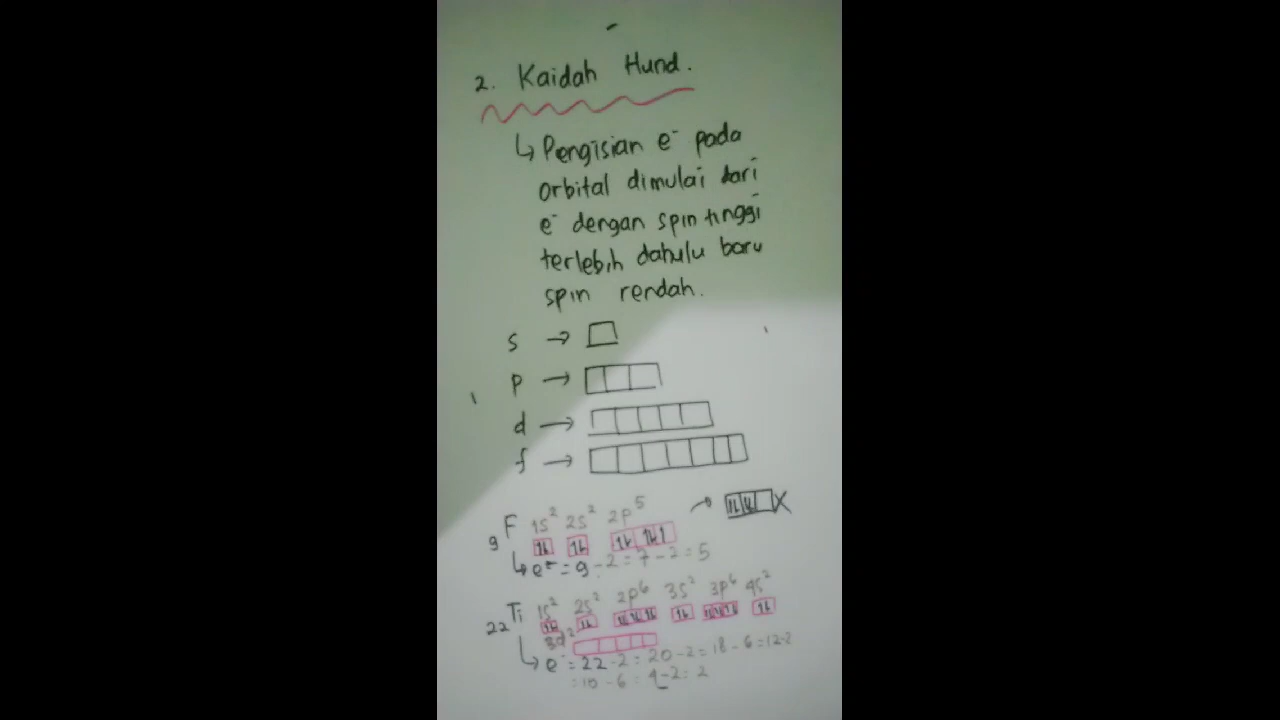 2. Kaidah Hund.
↳ Pengisian e⁻ pada
orbital dimulai dari
e⁻ dengan spin tinggi
terlebih dahulu baru
spin rendah.
s →
p →
d →
f →
₉F 1s² 2s² 2p⁵ → X
↳ e⁻ = 9 - 2 = 7 - 2 = 5
₂₂Ti 1s² 2s² 2p⁶ 3s² 3p⁶ 4s²
3d²
↳ e⁻ = 22 - 2 = 20 - 2 = 18 - 6 = 12 - 2
= 10 - 6 = 4 - 2 = 2